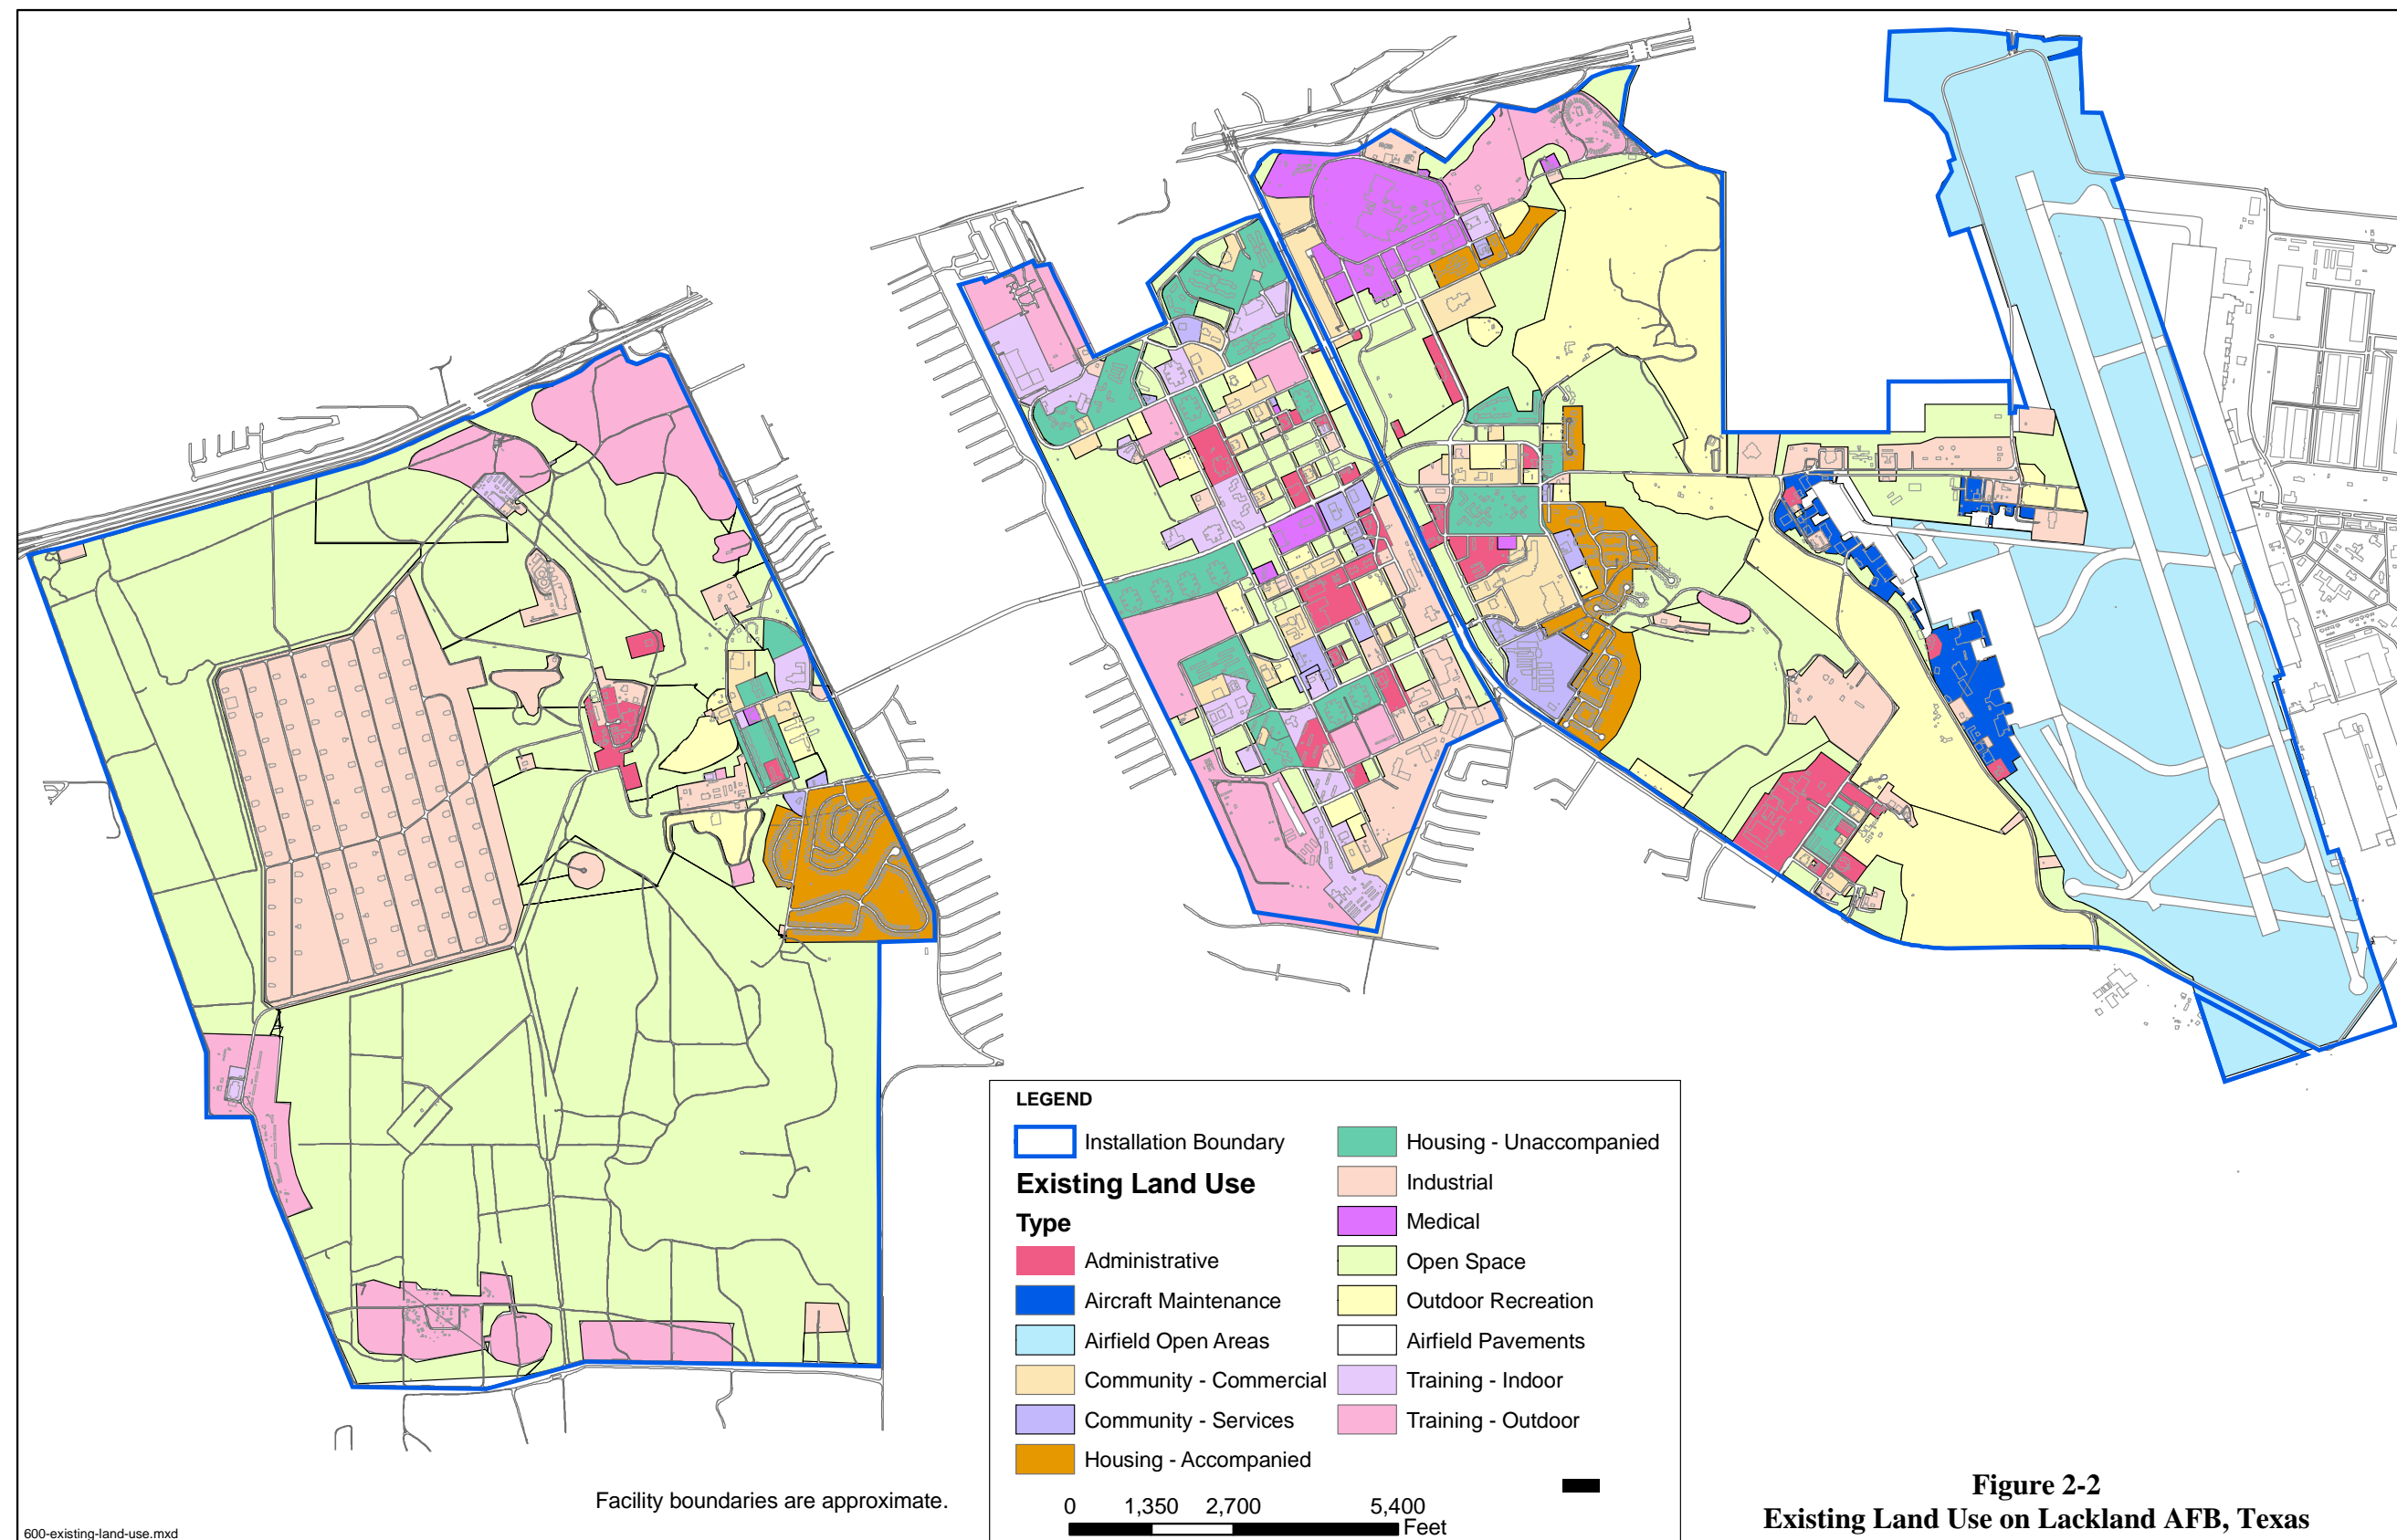 LEGEND
Installation Boundary
Existing Land Use
Type
Administrative
Aircraft Maintenance
Airfield Open Areas
Community - Commercial
Community - Services
Housing - Accompanied
Housing - Unaccompanied
Industrial
Medical
Open Space
Outdoor Recreation
Airfield Pavements
Training - Indoor
Training - Outdoor
0 1,350 2,700 5,400
Feet
Facility boundaries are approximate.
600-existing-land-use.mxd
Figure 2-2
Existing Land Use on Lackland AFB, Texas